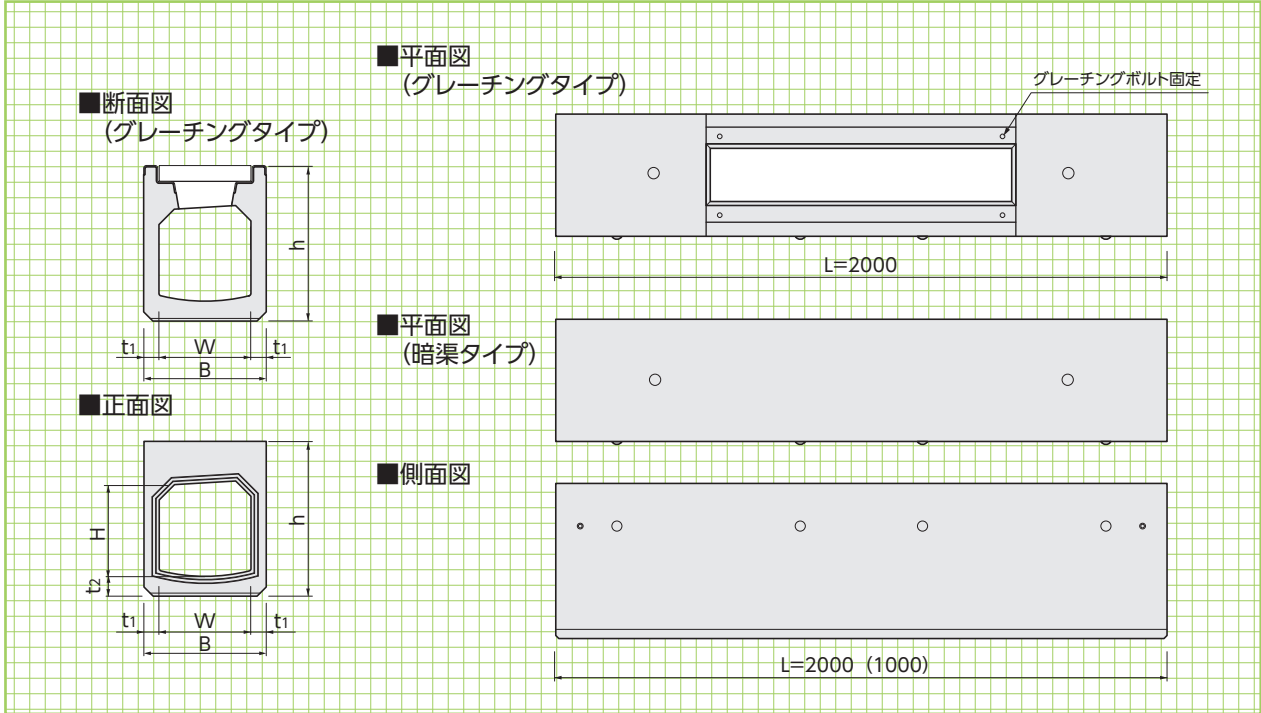 ■断面図
(グレーチングタイプ)
h
t1 W t1
B
■正面図
H
t2
h
t1 W t1
B
■平面図
(グレーチングタイプ)
グレーチングボルト固定
L=2000
■平面図
(暗渠タイプ)
■側面図
L=2000 (1000)